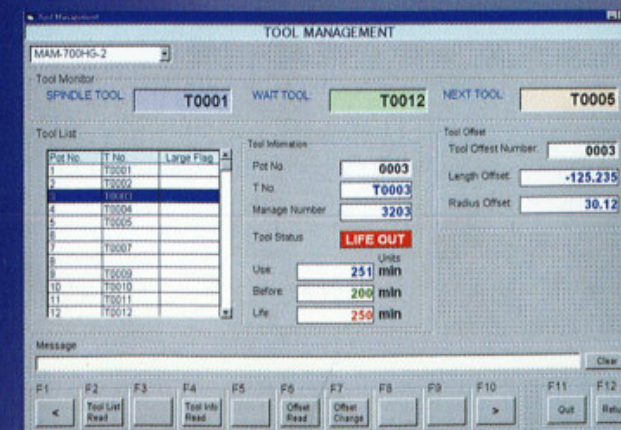 Tool Management
TOOL MANAGEMENT
MAM-700HG-2
Tool Monitor
SPINDLE TOOL T0001 WAIT TOOL T0012 NEXT TOOL T0005
Tool List
Pot No. T No. Large Flag
1 T0001
2 T0002
3 T0003
4 T0004
5 T0005
7 T0007
8
9 T0009
10 T0010
11 T0011
12 T0012
Tool Infomation
Pot No. 0003
T No. T0003
Manage Number 3203
Tool Status LIFE OUT
Units
Use 251 min
Before 200 min
Life 250 min
Tool Offset
Tool Offest Number. 0003
Length Offset. -125.235
Radius Offset 30.12
Message
Clear
F1 F2 F3 F4 F5 F6 F7 F8 F9 F10 F11 F12
< Tool List Read Tool Info Read Offset Read Offset Change > Quit Retu